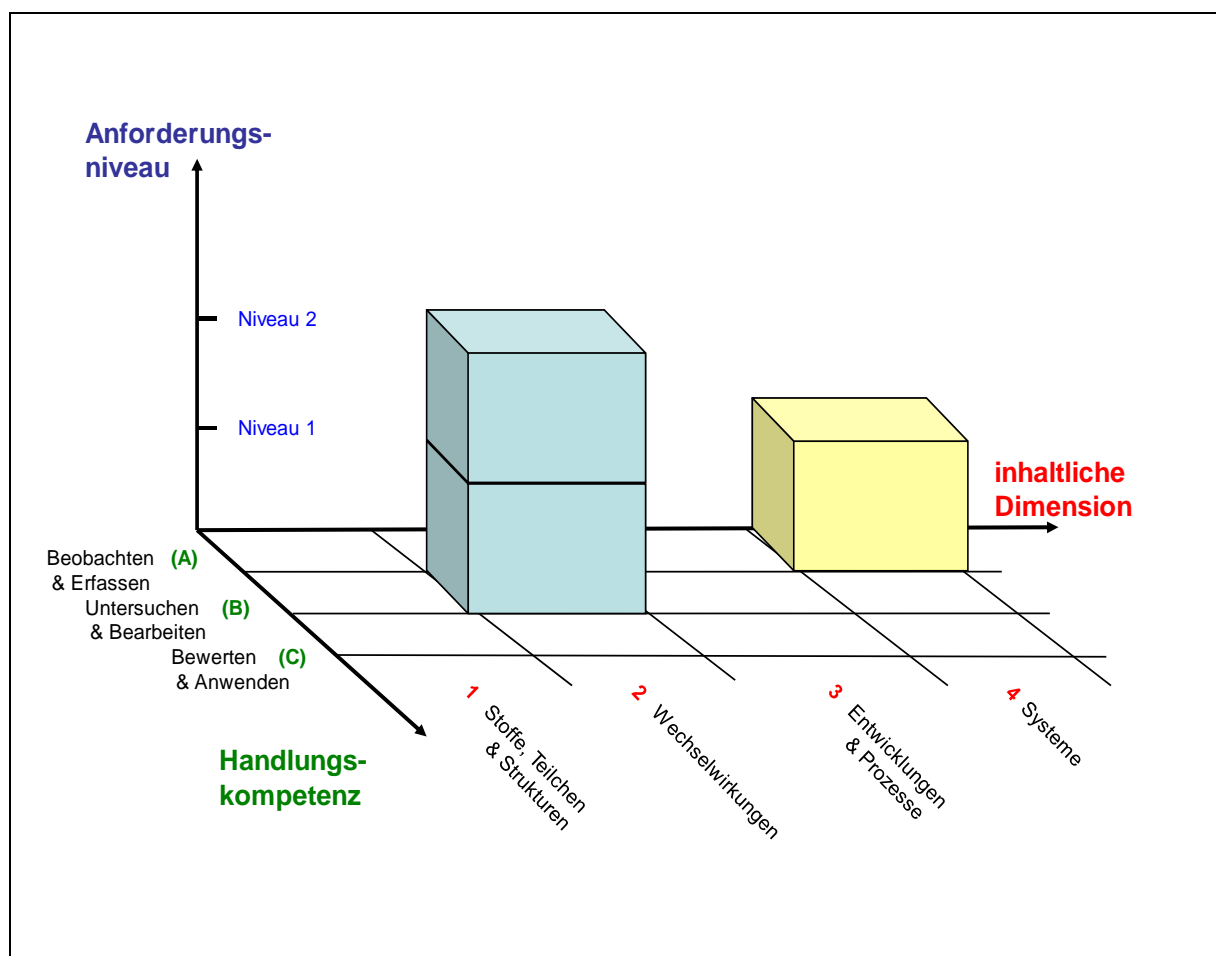 Anforderungs-
niveau
Niveau 2
Niveau 1
inhaltliche
Dimension
Beobachten (A)
& Erfassen
Untersuchen (B)
& Bearbeiten
Bewerten (C)
& Anwenden
Handlungs-
kompetenz
1 Stoffe, Teilchen
& Strukturen
2 Wechselwirkungen
3 Entwicklungen
& Prozesse
4 Systeme